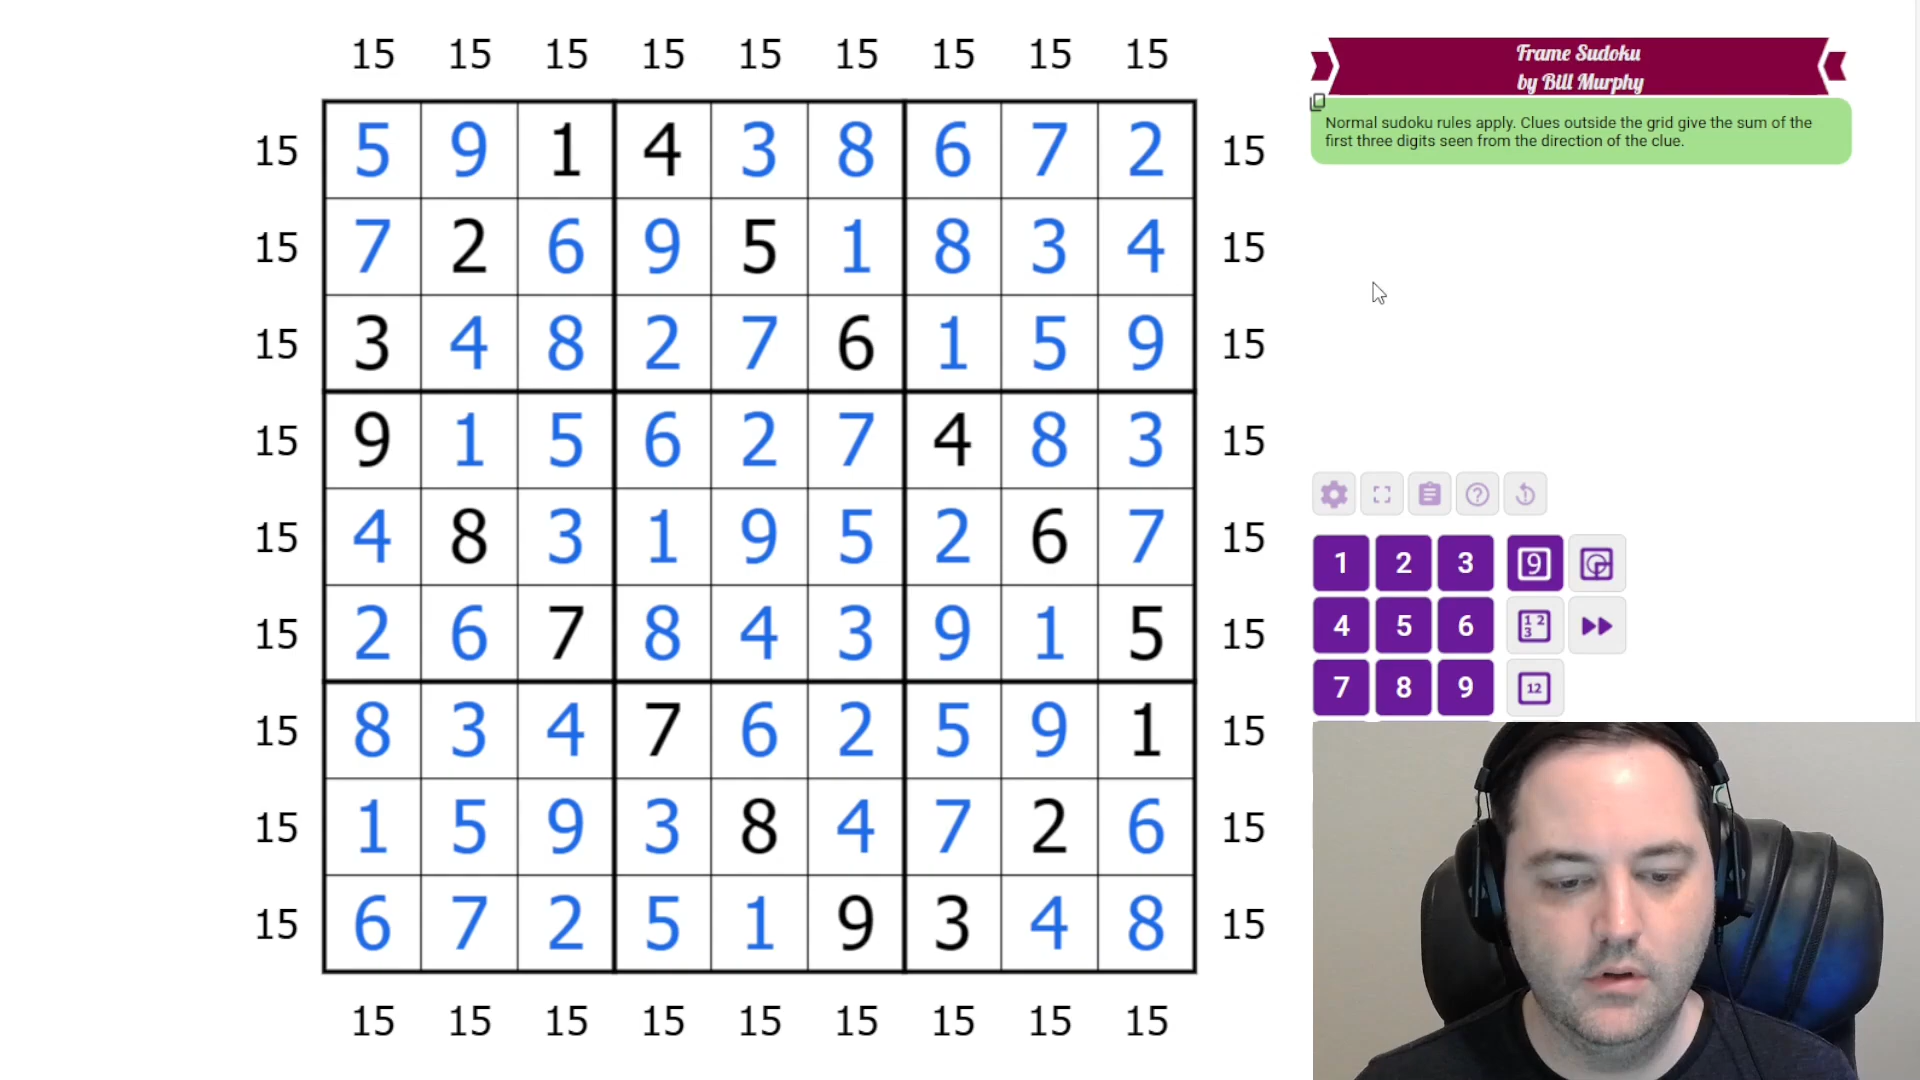 15 15 15 15 15 15 15 15 15
15 5 9 1 4 3 8 6 7 2 15
15 7 2 6 9 5 1 8 3 4 15
15 3 4 8 2 7 6 1 5 9 15
15 9 1 5 6 2 7 4 8 3 15
15 4 8 3 1 9 5 2 6 7 15
15 2 6 7 8 4 3 9 1 5 15
15 8 3 4 7 6 2 5 9 1 15
15 1 5 9 3 8 4 7 2 6 15
15 6 7 2 5 1 9 3 4 8 15
15 15 15 15 15 15 15 15 15
Frame Sudoku
by Bill Murphy
Normal sudoku rules apply. Clues outside the grid give the sum of the
first three digits seen from the direction of the clue.
1 2 3 9
4 5 6 1 2 3
7 8 9 12